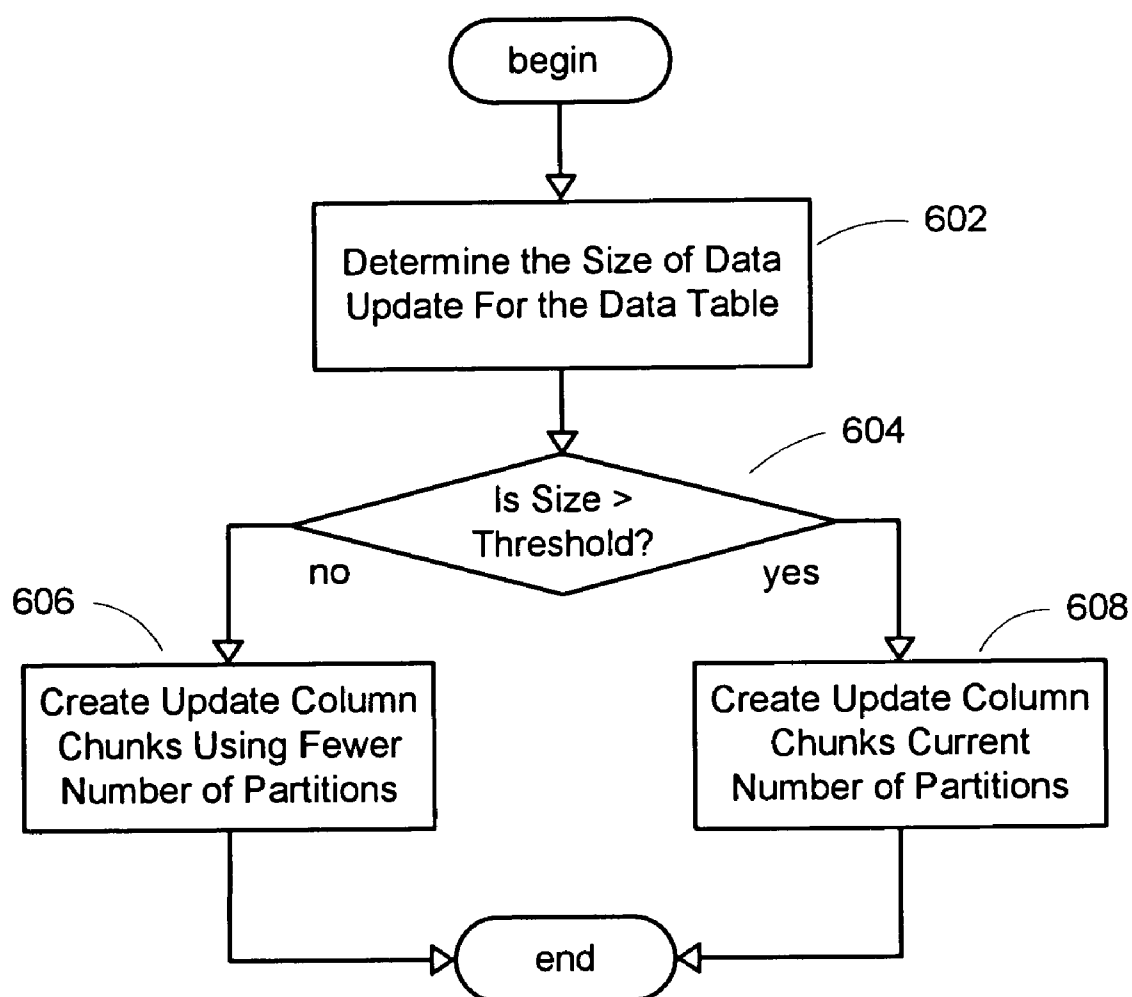 begin
602
Determine the Size of Data
Update For the Data Table
604
Is Size >
Threshold?
no
yes
606
608
Create Update Column
Chunks Using Fewer
Number of Partitions
Create Update Column
Chunks Current
Number of Partitions
end